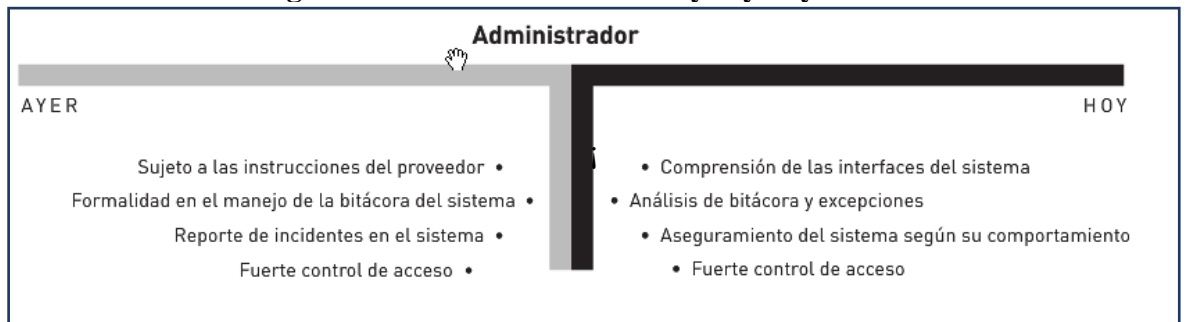 Administrador
AYER
HOY
Sujeto a las instrucciones del proveedor •
Formalidad en el manejo de la bitácora del sistema •
Reporte de incidentes en el sistema •
Fuerte control de acceso •
• Comprensión de las interfaces del sistema
• Análisis de bitácora y excepciones
• Aseguramiento del sistema según su comportamiento
• Fuerte control de acceso